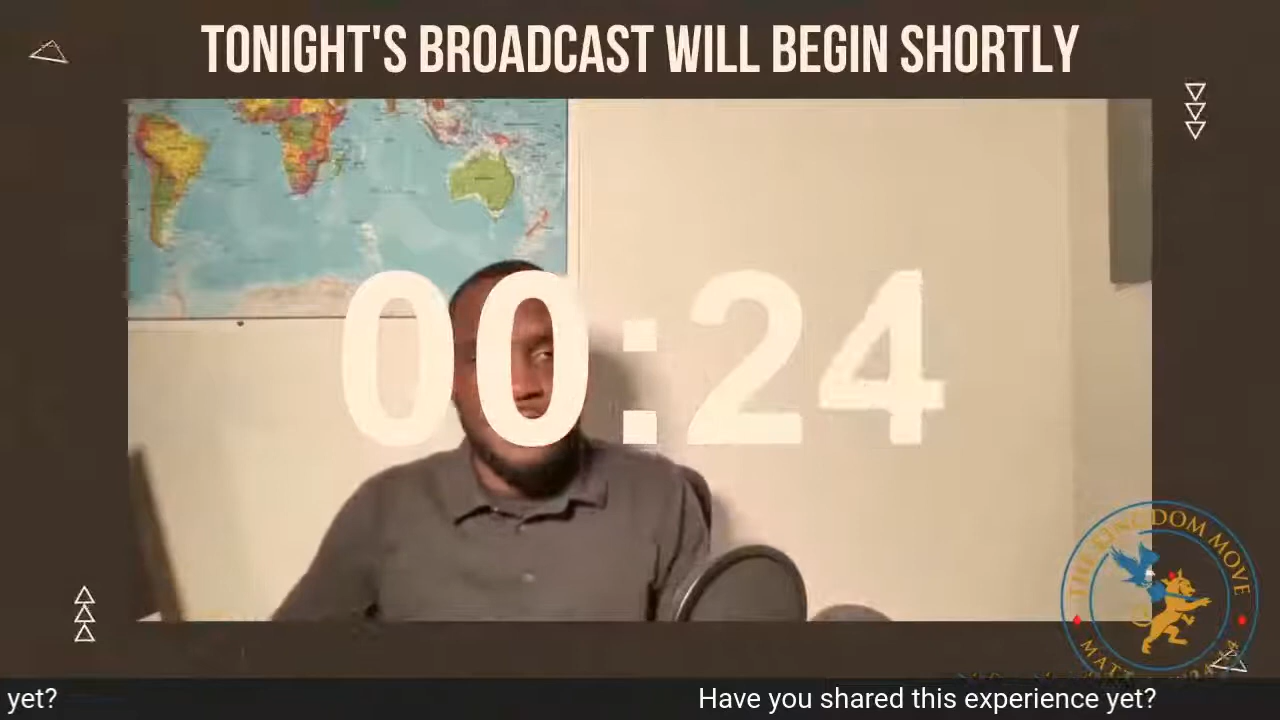 TONIGHT'S BROADCAST WILL BEGIN SHORTLY
00:24
THE KINGDOM MOVE
yet?
Have you shared this experience yet?